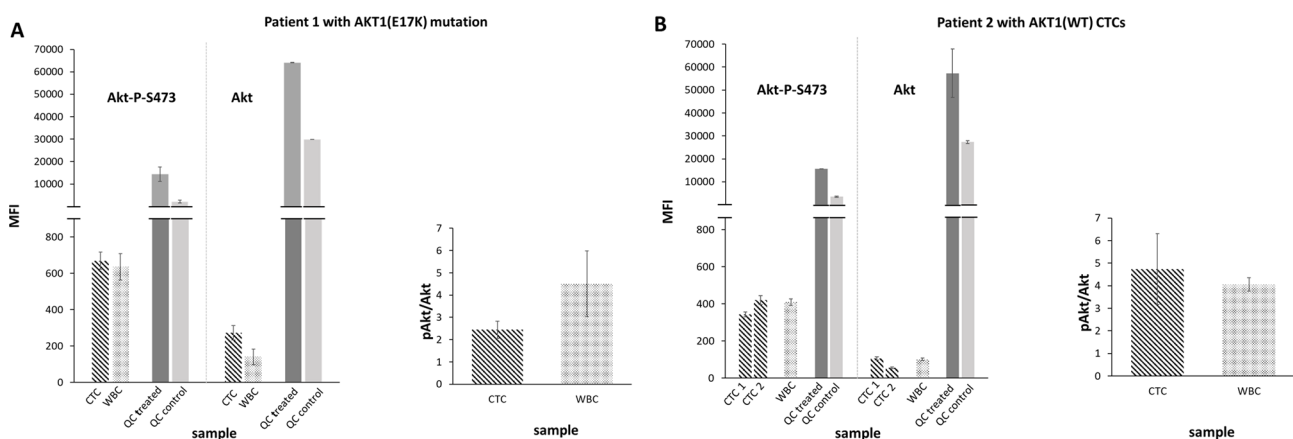 A
Patient 1 with AKT1(E17K) mutation
70000
60000
50000
40000
30000
20000
10000
800
600
400
200
0
MFI
Akt-P-S473
Akt
CTC
WBC
QC treated
QC control
CTC
WBC
QC treated
QC control
sample
7
6
5
4
3
2
1
0
pAkt/Akt
CTC
WBC
sample
B
Patient 2 with AKT1(WT) CTCs
70000
60000
50000
40000
30000
20000
10000
800
600
400
200
0
MFI
Akt-P-S473
Akt
CTC 1
CTC 2
WBC
QC treated
QC control
CTC 1
CTC 2
WBC
QC treated
QC control
sample
7
6
5
4
3
2
1
0
pAkt/Akt
CTC
WBC
sample